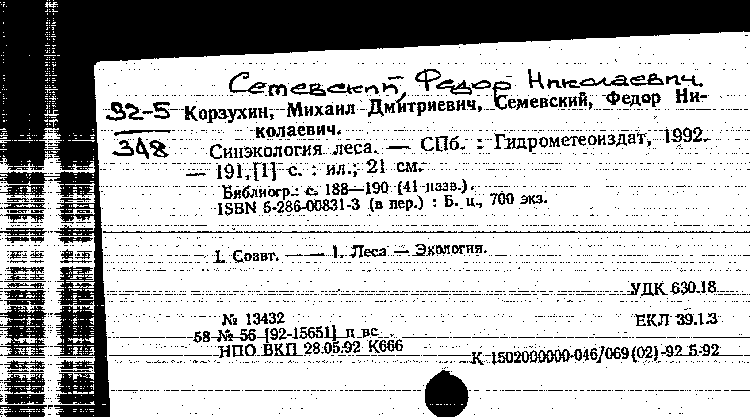 Семевский, Федор Николаевич.
92-5
348
Корзухин, Михаил Дмитриевич, Семевский, Федор Ни-
колаевич.
Синэкология леса. — СПб. : Гидрометеоиздат, 1992.
— 191,[1] с. : ил.; 21 см.
Библиогр.: с. 188—190 (41 назв.).
ISBN 5-286-00831-3 (в пер.) : Б. ц., 700 экз.
1. Соавт. — — 1. Леса — Экология.
УДК 630.18
№ 13432
ЕКЛ 39.1.3
58 № 56 [92-15651] п вс
НПО ВКП 28.05.92 К666
К 1502000000-046/069(02)-92 5-92